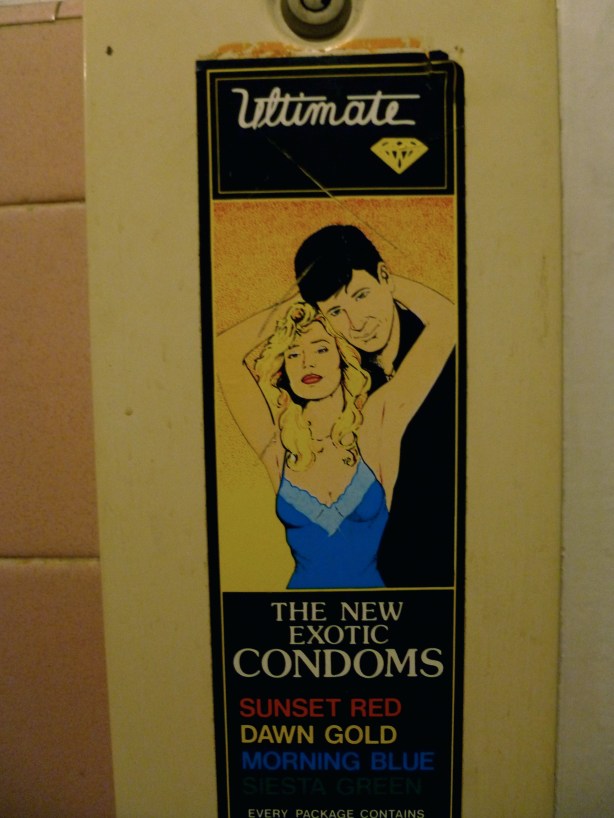 Ultimate
THE NEW
EXOTIC
CONDOMS
SUNSET RED
DAWN GOLD
MORNING BLUE
SIESTA GREEN
EVERY PACKAGE CONTAINS